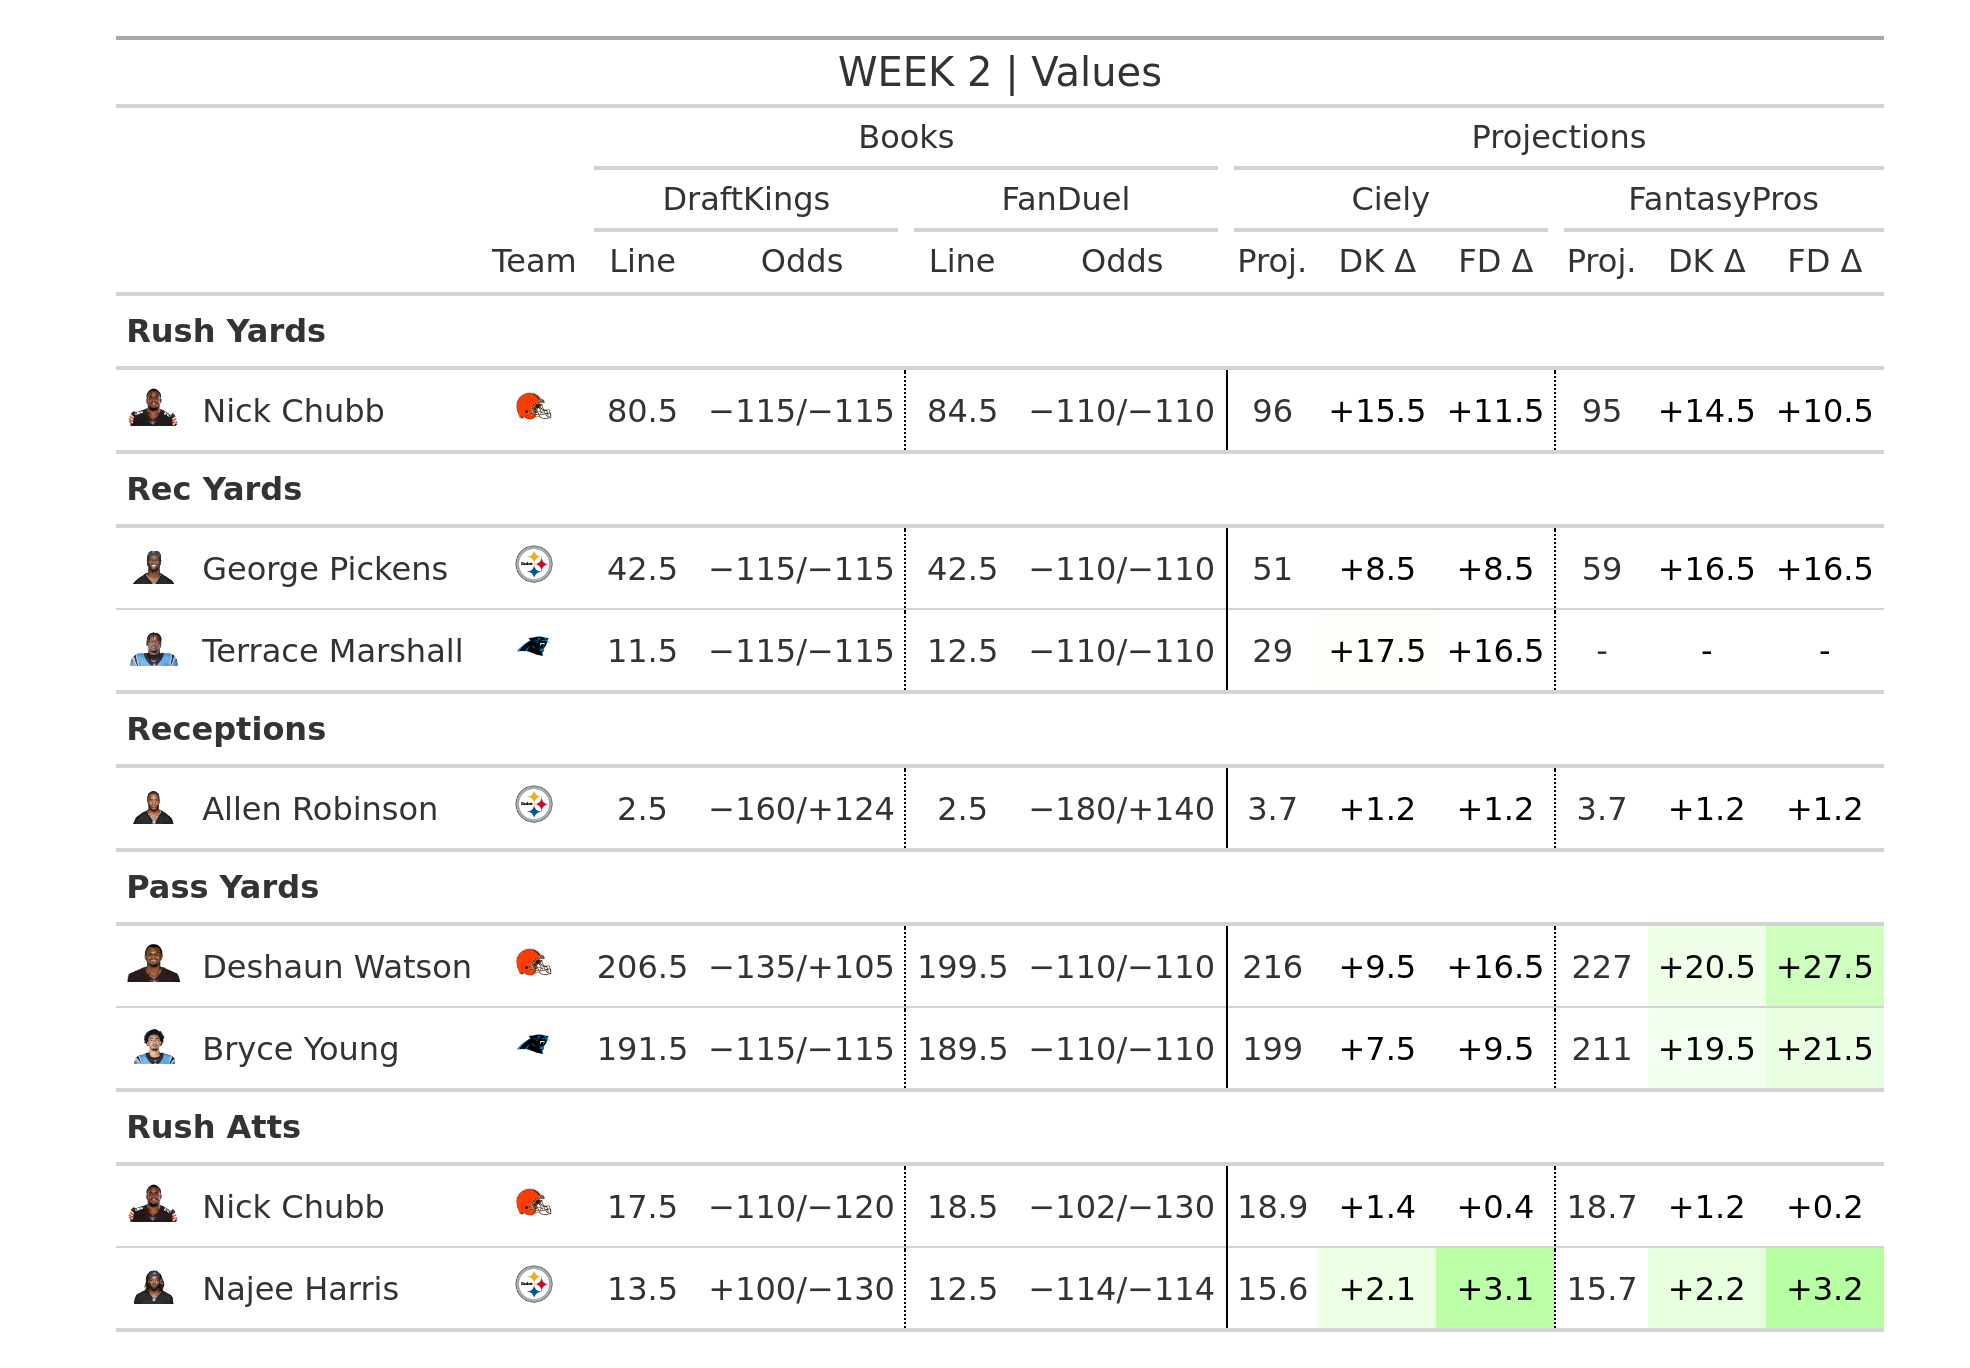 WEEK 2 | Values
Books Projections
DraftKings FanDuel Ciely FantasyPros
Team Line Odds Line Odds Proj. DK Δ FD Δ Proj. DK Δ FD Δ
Rush Yards
Nick Chubb 80.5 −115/−115 84.5 −110/−110 96 +15.5 +11.5 95 +14.5 +10.5
Rec Yards
George Pickens 42.5 −115/−115 42.5 −110/−110 51 +8.5 +8.5 59 +16.5 +16.5
Terrace Marshall 11.5 −115/−115 12.5 −110/−110 29 +17.5 +16.5 - - -
Receptions
Allen Robinson 2.5 −160/+124 2.5 −180/+140 3.7 +1.2 +1.2 3.7 +1.2 +1.2
Pass Yards
Deshaun Watson 206.5 −135/+105 199.5 −110/−110 216 +9.5 +16.5 227 +20.5 +27.5
Bryce Young 191.5 −115/−115 189.5 −110/−110 199 +7.5 +9.5 211 +19.5 +21.5
Rush Atts
Nick Chubb 17.5 −110/−120 18.5 −102/−130 18.9 +1.4 +0.4 18.7 +1.2 +0.2
Najee Harris 13.5 +100/−130 12.5 −114/−114 15.6 +2.1 +3.1 15.7 +2.2 +3.2